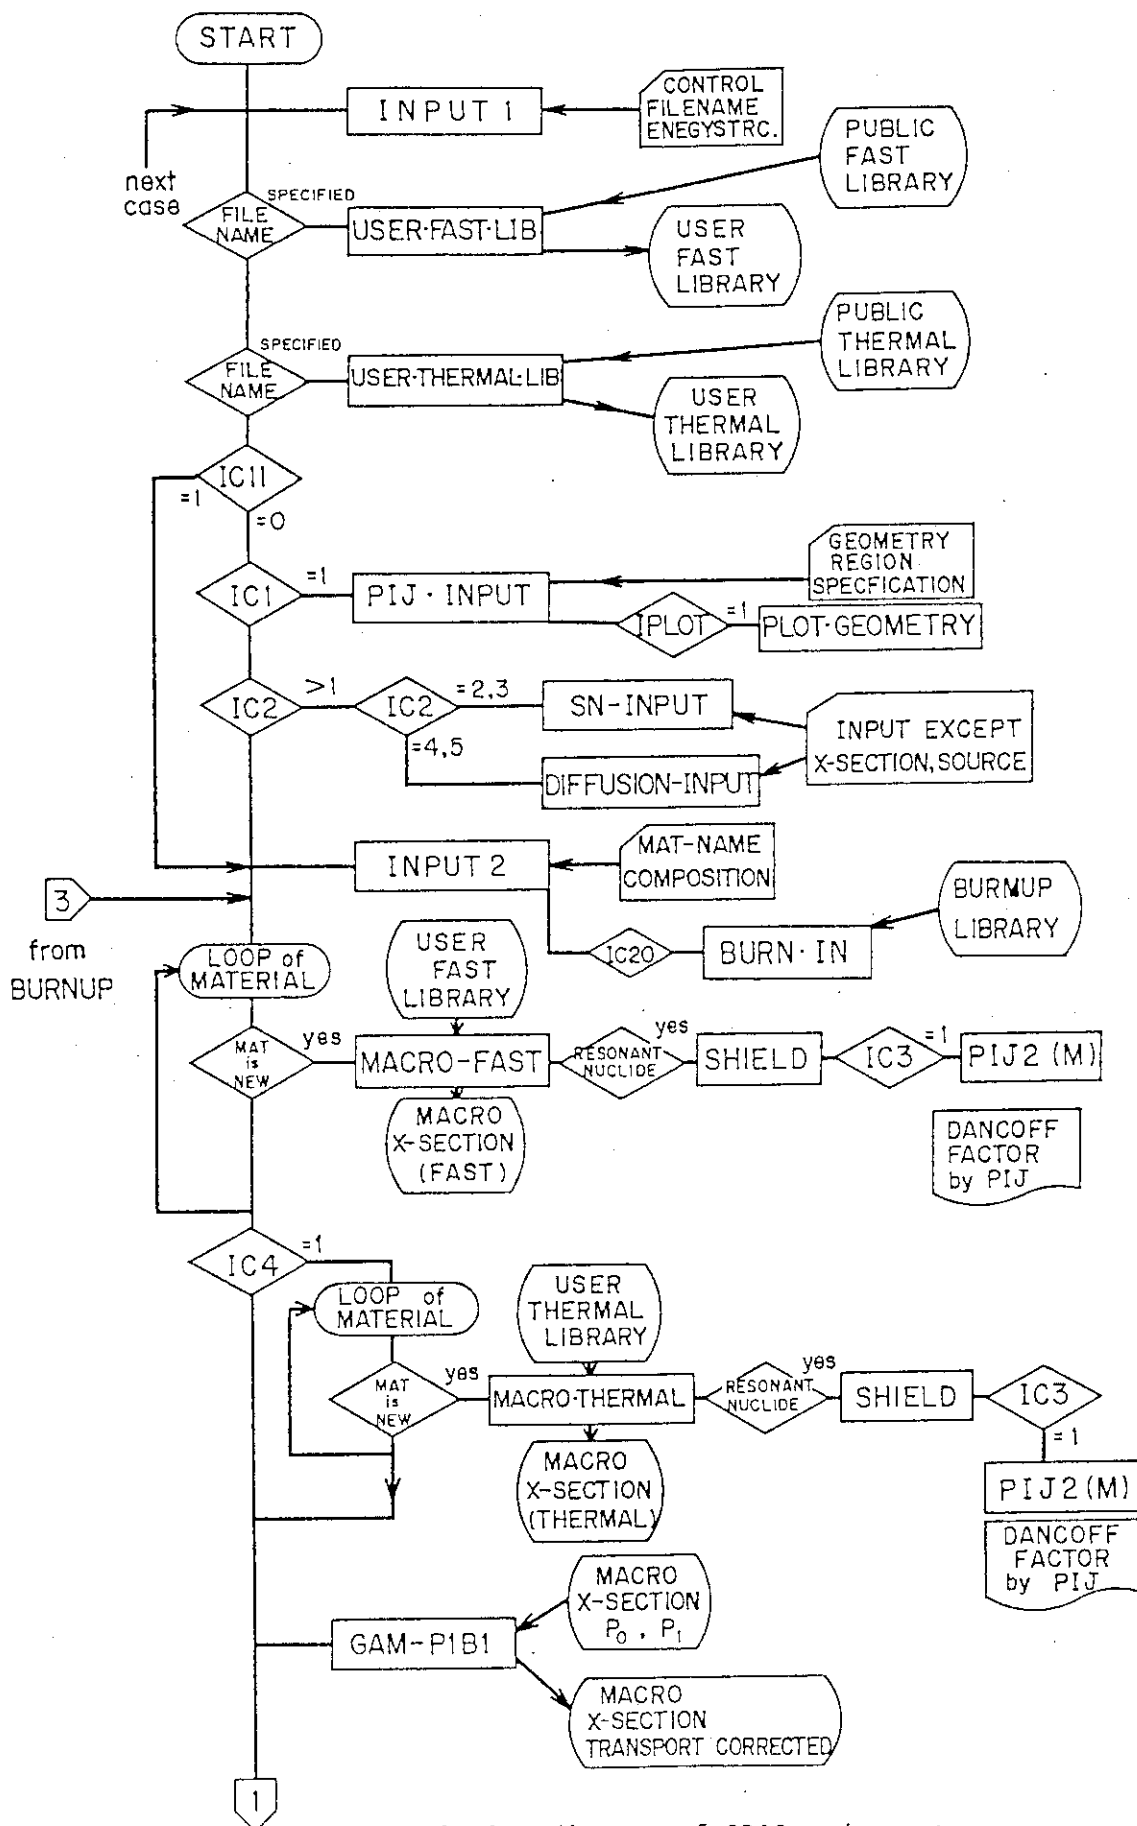 START
INPUT 1
CONTROL
FILENAME
ENEGYSTRC.
PUBLIC
FAST
LIBRARY
next
case
SPECIFIED
FILE
NAME
USER·FAST·LIB
USER
FAST
LIBRARY
PUBLIC
THERMAL
LIBRARY
SPECIFIED
FILE
NAME
USER·THERMAL·LIB
USER
THERMAL
LIBRARY
IC11
=1
=0
GEOMETRY
REGION
SPECFICATION
IC1
=1
PIJ·INPUT
IPLOT
=1
PLOT·GEOMETRY
IC2
>1
IC2
=2,3
SN-INPUT
=4,5
DIFFUSION-INPUT
INPUT EXCEPT
X-SECTION, SOURCE
INPUT 2
MAT-NAME
COMPOSITION
3
from
BURNUP
IC20
BURN·IN
BURMUP
LIBRARY
LOOP of
MATERIAL
USER
FAST
LIBRARY
MAT
is
NEW
yes
MACRO-FAST
RESONANT
NUCLIDE
yes
SHIELD
IC3
=1
PIJ2 (M)
MACRO
X-SECTION
(FAST)
DANCOFF
FACTOR
by PIJ
IC4
=1
LOOP of
MATERIAL
USER
THERMAL
LIBRARY
MAT
is
NEW
yes
MACRO·THERMAL
RESONANT
NUCLIDE
yes
SHIELD
IC3
=1
PIJ2 (M)
MACRO
X-SECTION
(THERMAL)
DANCOFF
FACTOR
by PIJ
MACRO
X-SECTION
P₀ , P₁
GAM-P1B1
MACRO
X-SECTION
TRANSPORT CORRECTED
1